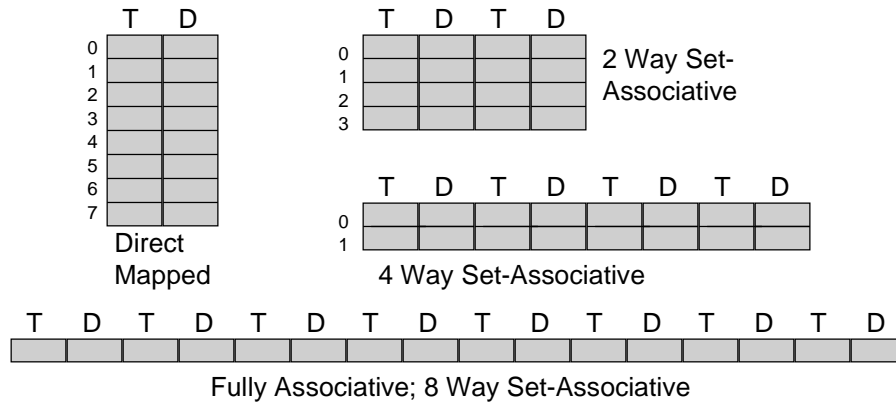 T D
0
1
2
3
4
5
6
7
Direct
Mapped
T D T D
0
1
2
3
2 Way Set-
Associative
T D T D T D T D
0
1
4 Way Set-Associative
T D T D T D T D T D T D T D T D
Fully Associative; 8 Way Set-Associative